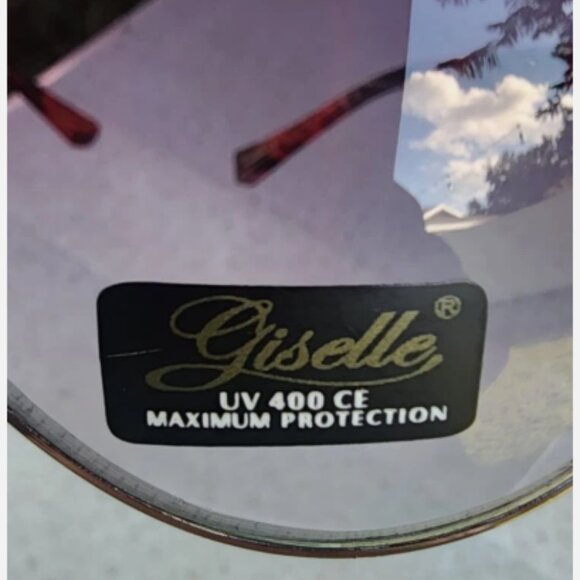 Giselle®
UV 400 CE
MAXIMUM PROTECTION